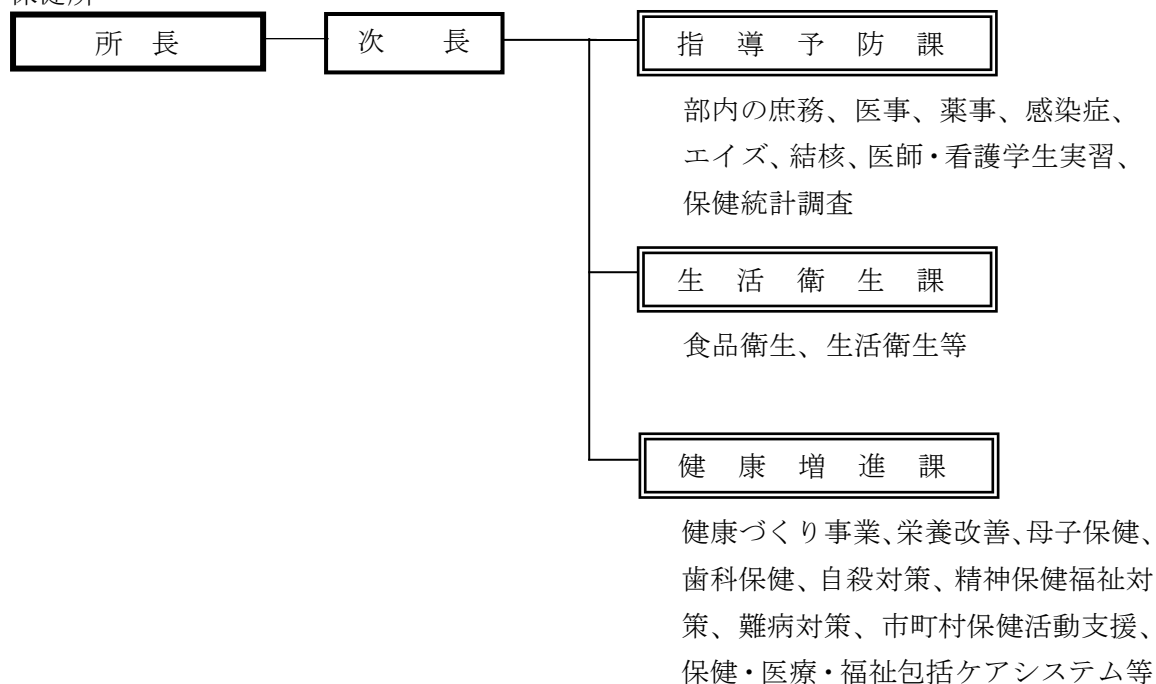 保健所
所 長
次 長
指 導 予 防 課
部内の庶務、医事、薬事、感染症、
エイズ、結核、医師・看護学生実習、
保健統計調査
生 活 衛 生 課
食品衛生、生活衛生等
健 康 増 進 課
健康づくり事業、栄養改善、母子保健、
歯科保健、自殺対策、精神保健福祉対
策、難病対策、市町村保健活動支援、
保健・医療・福祉包括ケアシステム等